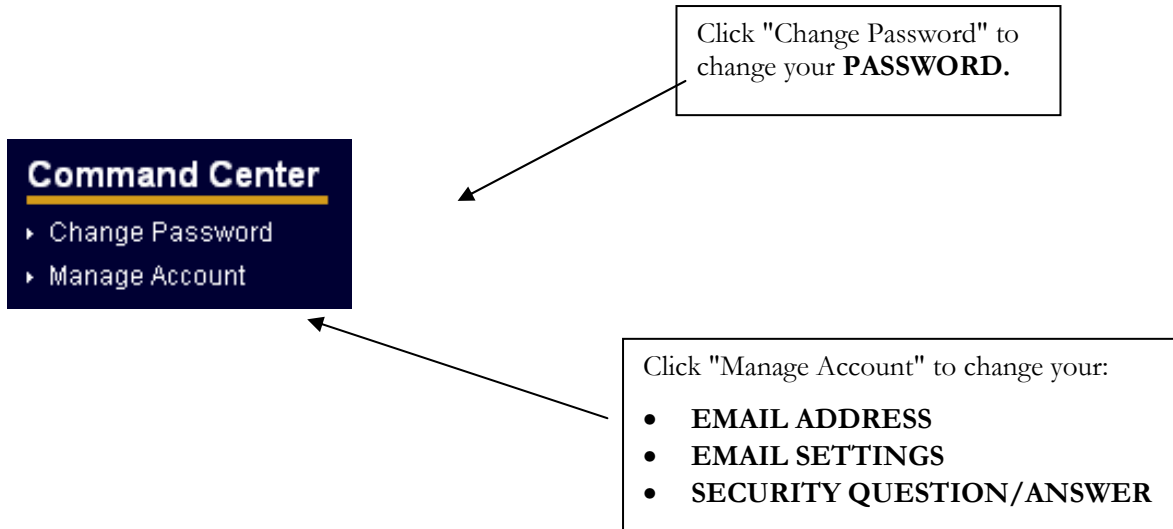 Click "Change Password" to
change your PASSWORD.
Command Center
Change Password
Manage Account
Click "Manage Account" to change your:
• EMAIL ADDRESS
• EMAIL SETTINGS
• SECURITY QUESTION/ANSWER